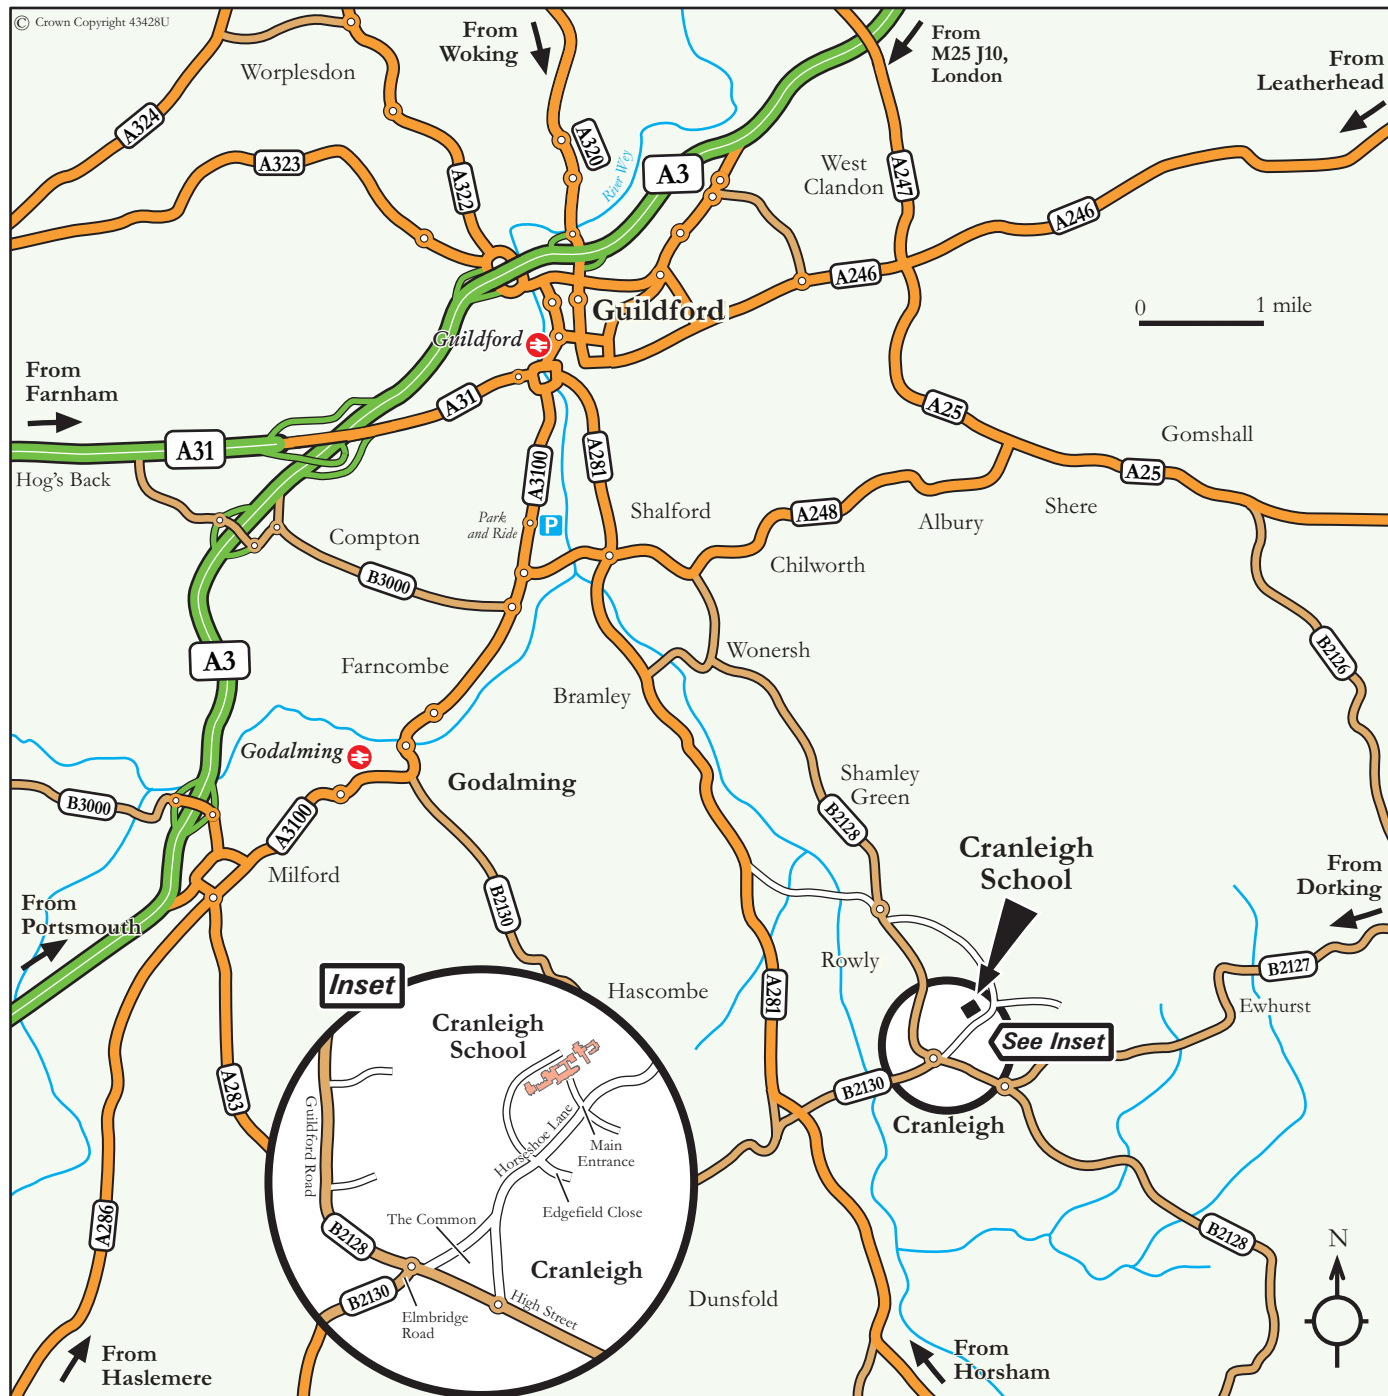 © Crown Copyright 43428U
From
Woking
From
M25 J10,
London
From
Leatherhead
Worplesdon
A324
A323
A322
A320
River Wey
A3
West
Clandon
A247
A246
A246
Guildford
Guildford
0
1 mile
From
Farnham
A31
A31
Hog's Back
A3100
A281
A25
Gomshall
A25
Shere
Albury
A248
Chilworth
Shalford
Park
and Ride
P
Compton
B3000
A3
Farncombe
Wonersh
Bramley
B2126
Godalming
Godalming
Shamley
Green
B2128
B3000
A3100
Milford
B2130
Cranleigh
School
From
Dorking
From
Portsmouth
Hascombe
Rowly
A281
B2127
Ewhurst
See Inset
B2130
Cranleigh
A283
A286
B2128
Dunsfold
N
From
Haslemere
From
Horsham
Inset
Cranleigh
School
Guildford Road
Horseshoe Lane
Main
Entrance
Edgefield Close
The Common
B2128
Cranleigh
B2130
Elmbridge
Road
High Street